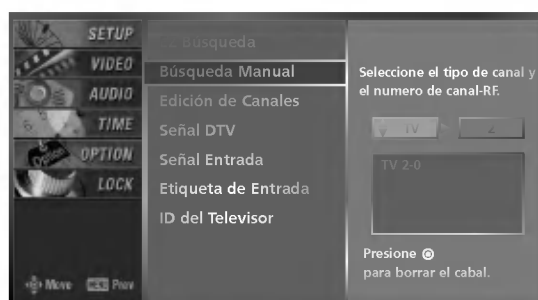 SETUP
VIDEO
AUDIO
TIME
OPTION
LOCK
Move
Prev
EZ Búsqueda
Búsqueda Manual
Edición de Canales
Señal DTV
Señal Entrada
Etiqueta de Entrada
ID del Televisor
Seleccione el tipo de canal y
el numero de canal-RF.
TV
2
TV 2-0
Presione
para borrar el cabal.